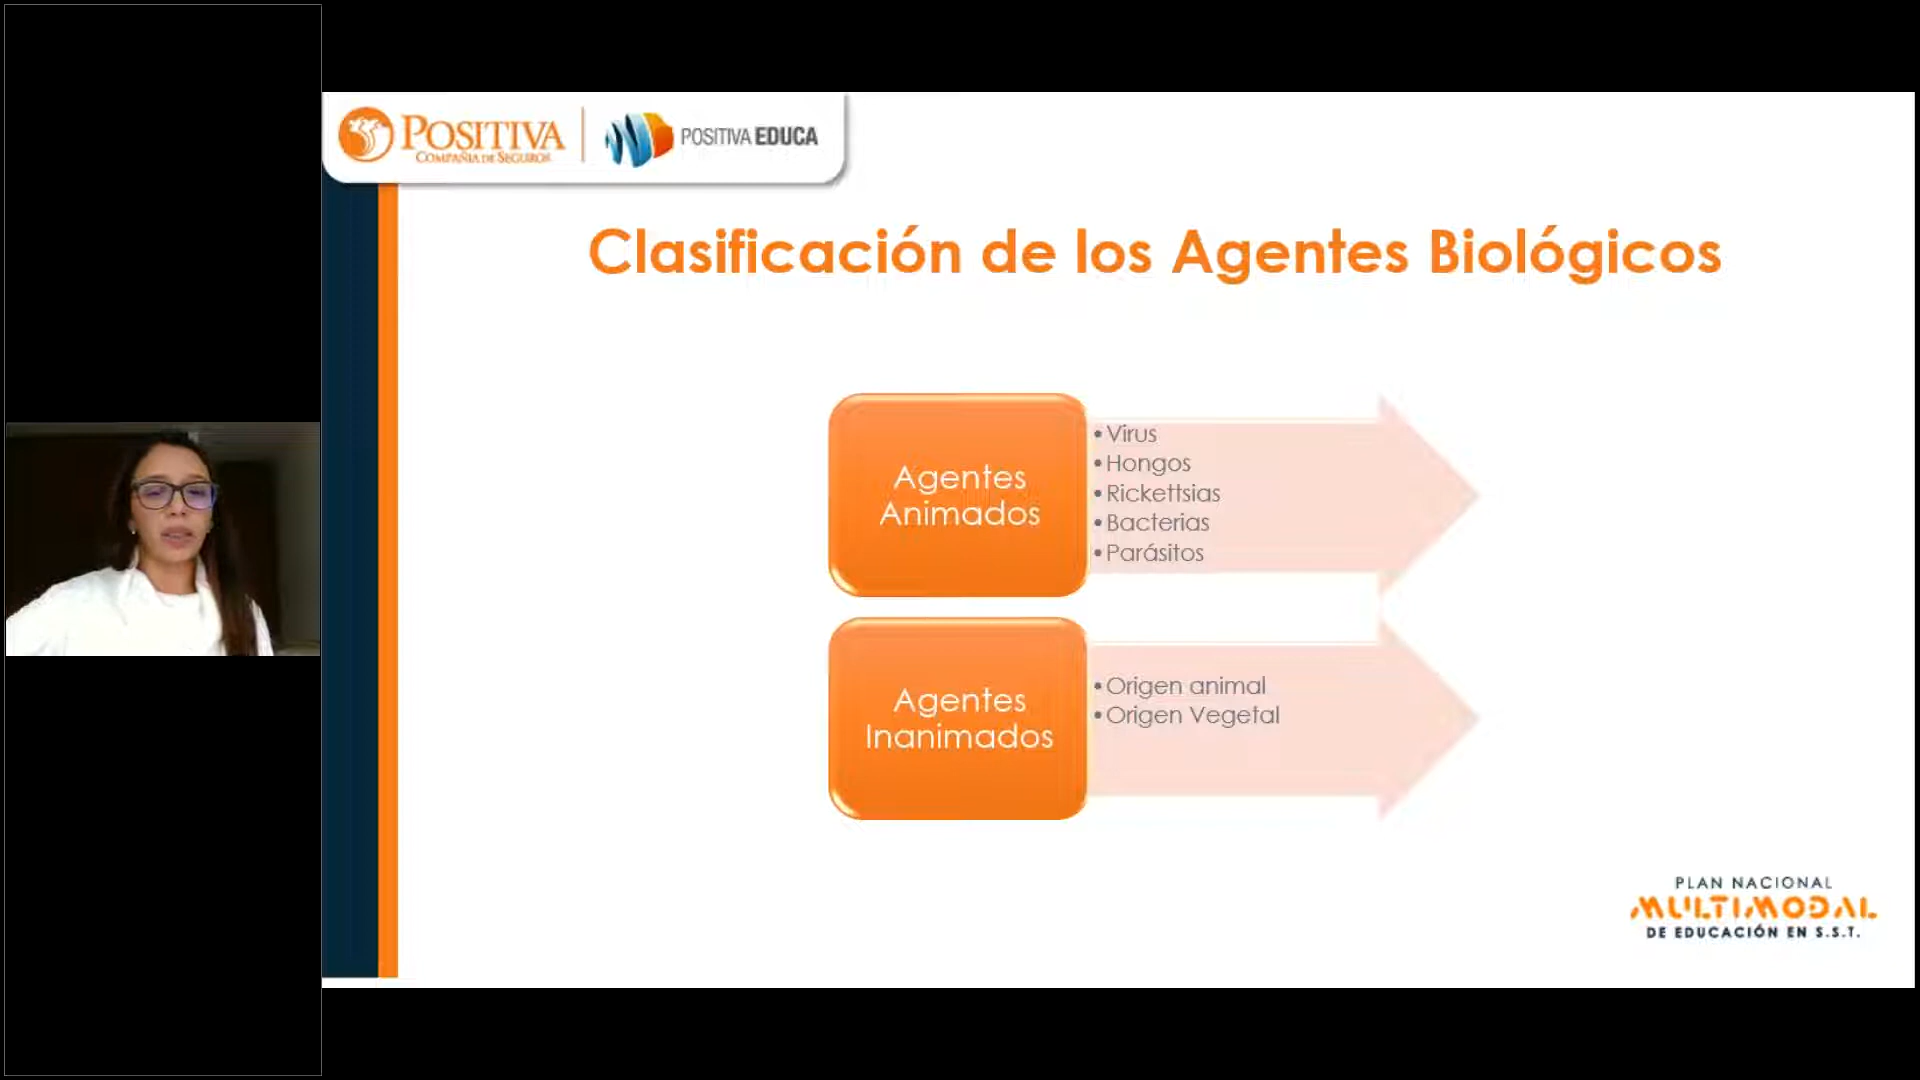 POSITIVA
COMPAÑIA DE SEGUROS
POSITIVA EDUCA
Clasificación de los Agentes Biológicos
Agentes
Animados
•Virus
•Hongos
•Rickettsias
•Bacterias
•Parásitos
Agentes
Inanimados
•Origen animal
•Origen Vegetal
PLAN NACIONAL
MULTIMODAL
DE EDUCACIÓN EN S.S.T.